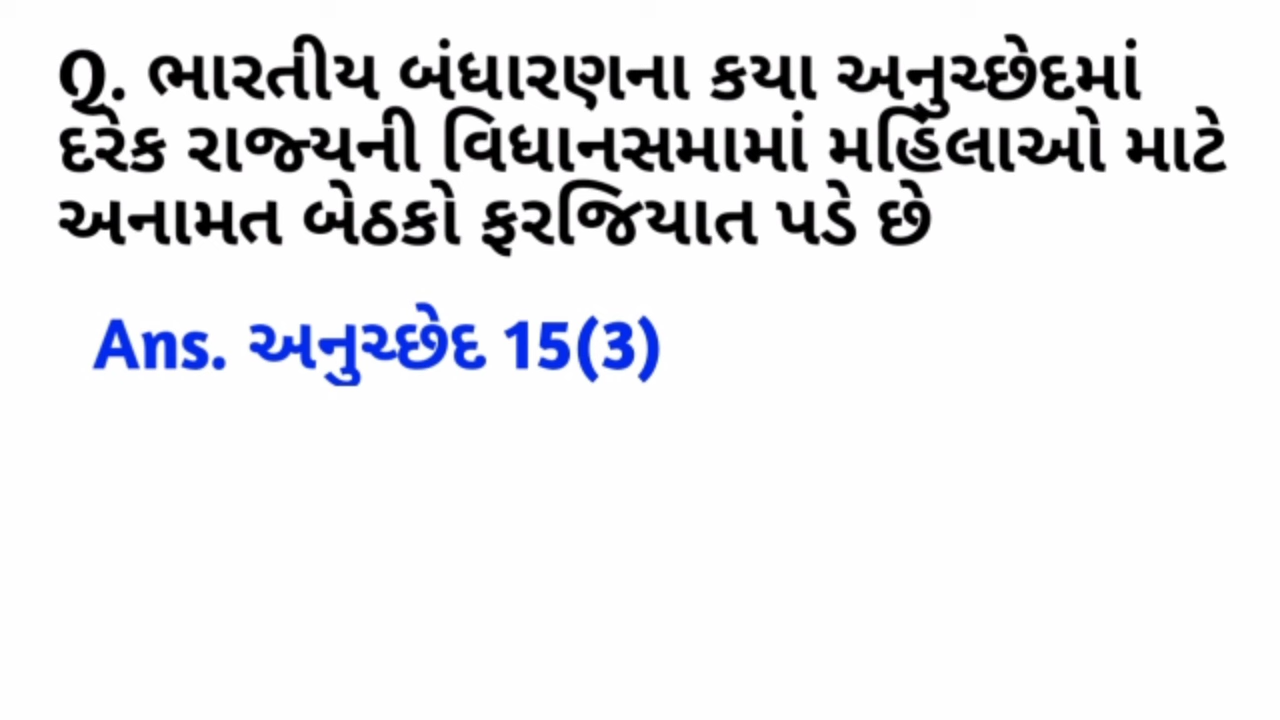 Q. ભારતીય બંધારણના કયા અનુચ્છેદમાં
દરેક રાજ્યની વિધાનસમામાં મહિલાઓ માટે
અનામત બેઠકો ફરજિયાત પડે છે
Ans. અનુચ્છેદ 15(3)